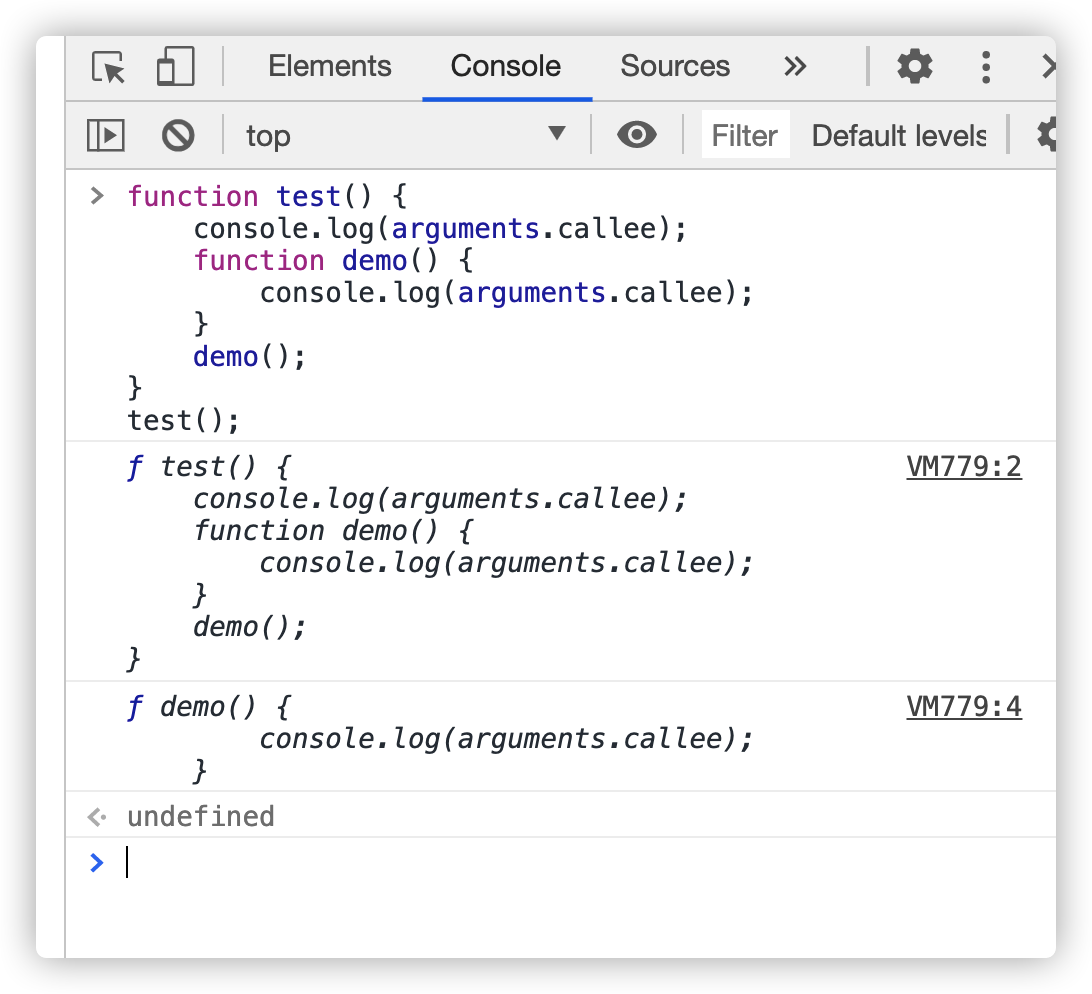 Elements Console Sources »
top Filter Default levels
> function test() {
    console.log(arguments.callee);
    function demo() {
        console.log(arguments.callee);
    }
    demo();
}
test();
ƒ test() { VM779:2
    console.log(arguments.callee);
    function demo() {
        console.log(arguments.callee);
    }
    demo();
}
ƒ demo() { VM779:4
        console.log(arguments.callee);
    }
undefined
>